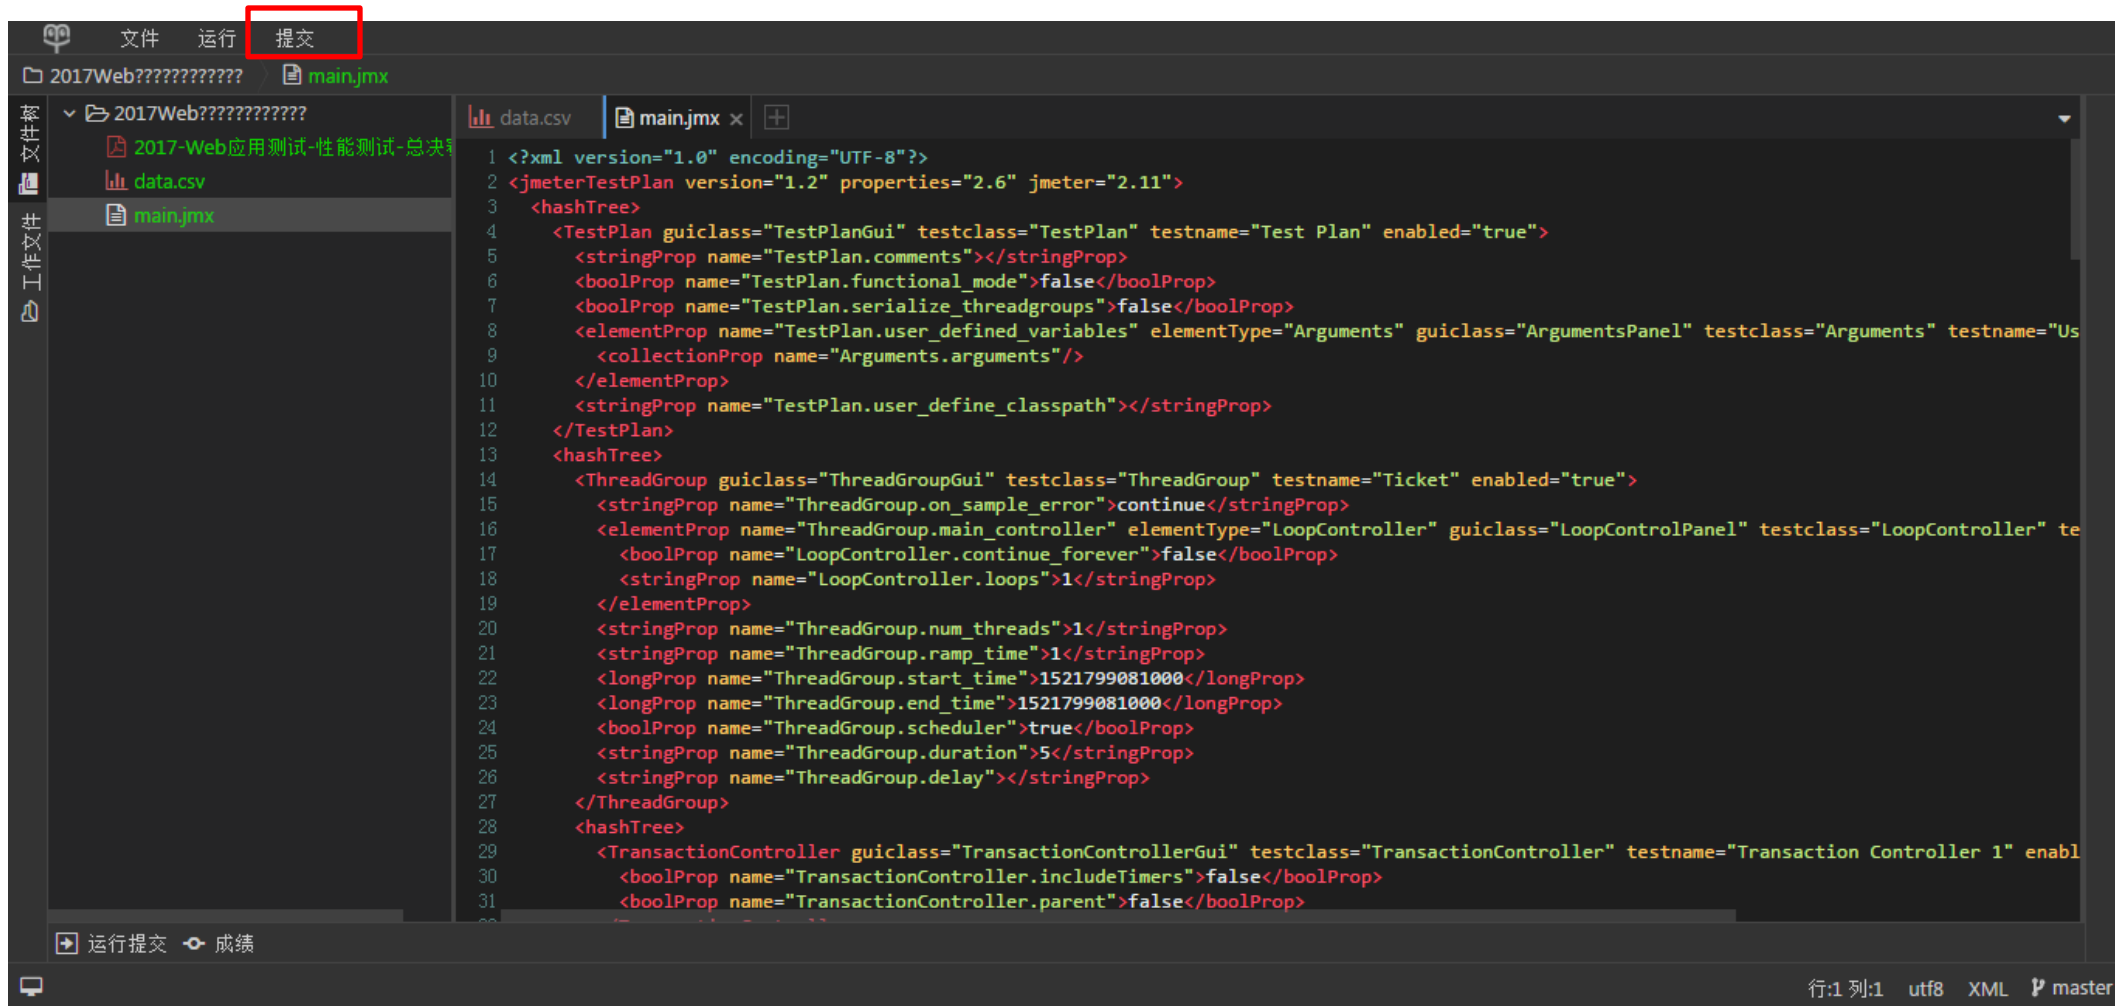 文件 运行 提交
2017Web???????????? main.jmx
文件树
工作文件
2017Web????????????
2017-Web应用测试-性能测试-总决
data.csv
main.jmx
data.csv main.jmx
1 <?xml version="1.0" encoding="UTF-8"?>
2 <jmeterTestPlan version="1.2" properties="2.6" jmeter="2.11">
3 <hashTree>
4 <TestPlan guiclass="TestPlanGui" testclass="TestPlan" testname="Test Plan" enabled="true">
5 <stringProp name="TestPlan.comments"></stringProp>
6 <boolProp name="TestPlan.functional_mode">false</boolProp>
7 <boolProp name="TestPlan.serialize_threadgroups">false</boolProp>
8 <elementProp name="TestPlan.user_defined_variables" elementType="Arguments" guiclass="ArgumentsPanel" testclass="Arguments" testname="Us
9 <collectionProp name="Arguments.arguments"/>
10 </elementProp>
11 <stringProp name="TestPlan.user_define_classpath"></stringProp>
12 </TestPlan>
13 <hashTree>
14 <ThreadGroup guiclass="ThreadGroupGui" testclass="ThreadGroup" testname="Ticket" enabled="true">
15 <stringProp name="ThreadGroup.on_sample_error">continue</stringProp>
16 <elementProp name="ThreadGroup.main_controller" elementType="LoopController" guiclass="LoopControlPanel" testclass="LoopController" te
17 <boolProp name="LoopController.continue_forever">false</boolProp>
18 <stringProp name="LoopController.loops">1</stringProp>
19 </elementProp>
20 <stringProp name="ThreadGroup.num_threads">1</stringProp>
21 <stringProp name="ThreadGroup.ramp_time">1</stringProp>
22 <longProp name="ThreadGroup.start_time">1521799081000</longProp>
23 <longProp name="ThreadGroup.end_time">1521799081000</longProp>
24 <boolProp name="ThreadGroup.scheduler">true</boolProp>
25 <stringProp name="ThreadGroup.duration">5</stringProp>
26 <stringProp name="ThreadGroup.delay"></stringProp>
27 </ThreadGroup>
28 <hashTree>
29 <TransactionController guiclass="TransactionControllerGui" testclass="TransactionController" testname="Transaction Controller 1" enabl
30 <boolProp name="TransactionController.includeTimers">false</boolProp>
31 <boolProp name="TransactionController.parent">false</boolProp>
运行提交 成绩
行:1 列:1 utf8 XML master